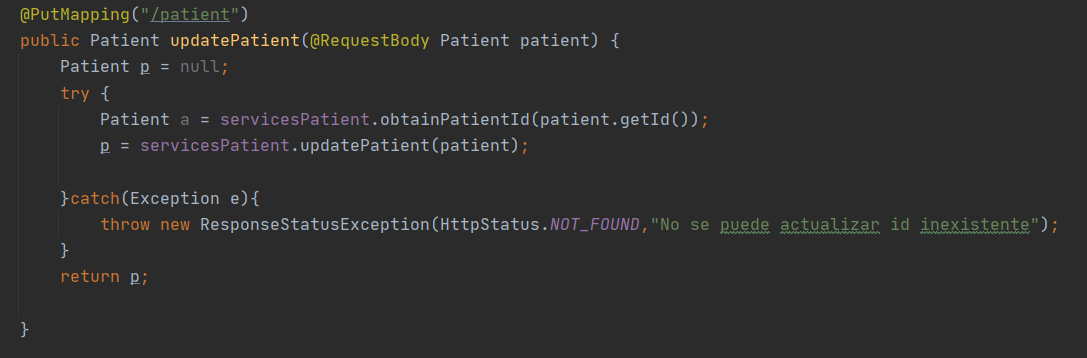 @PutMapping("/patient")
public Patient updatePatient(@RequestBody Patient patient) {
    Patient p = null;
    try {
        Patient a = servicesPatient.obtainPatientId(patient.getId());
        p = servicesPatient.updatePatient(patient);
    }catch(Exception e){
        throw new ResponseStatusException(HttpStatus.NOT_FOUND,"No se puede actualizar id inexistente");
    }
    return p;
}